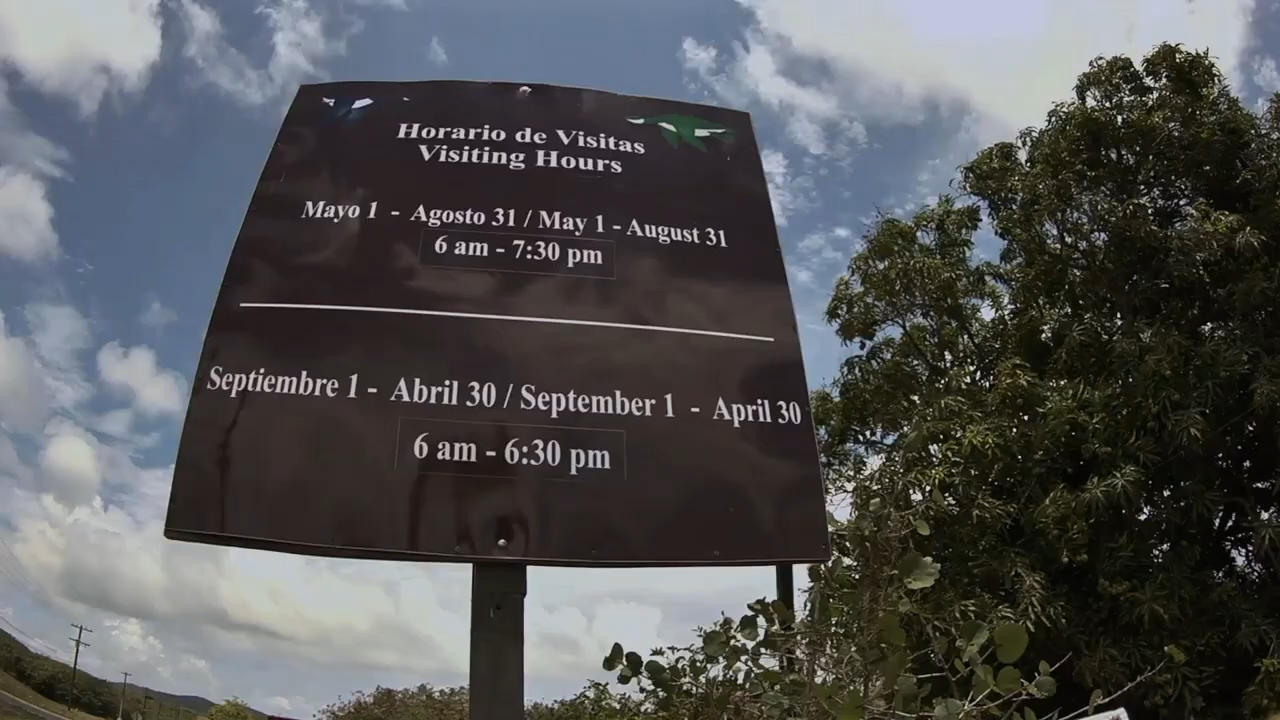 Horario de Visitas
Visiting Hours
Mayo 1 - Agosto 31 / May 1 - August 31
6 am - 7:30 pm
Septiembre 1 - Abril 30 / September 1 - April 30
6 am - 6:30 pm